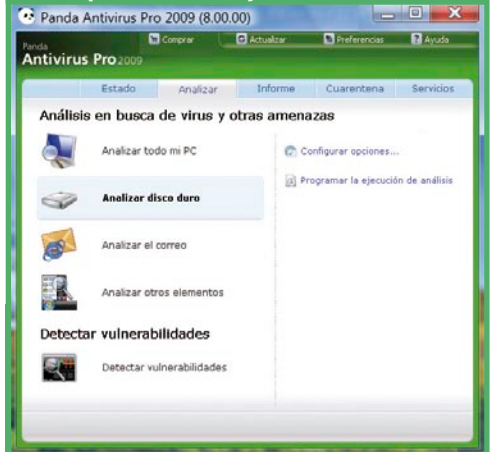 Panda Antivirus Pro 2009 (8.00.00)
Comprar Actualizar Preferencias Ayuda
Panda
Antivirus Pro 2009
Estado Analizar Informe Cuarentena Servicios
Análisis en busca de virus y otras amenazas
Analizar todo mi PC
Configurar opciones...
Programar la ejecución de análisis
Analizar disco duro
Analizar el correo
Analizar otros elementos
Detectar vulnerabilidades
Detectar vulnerabilidades